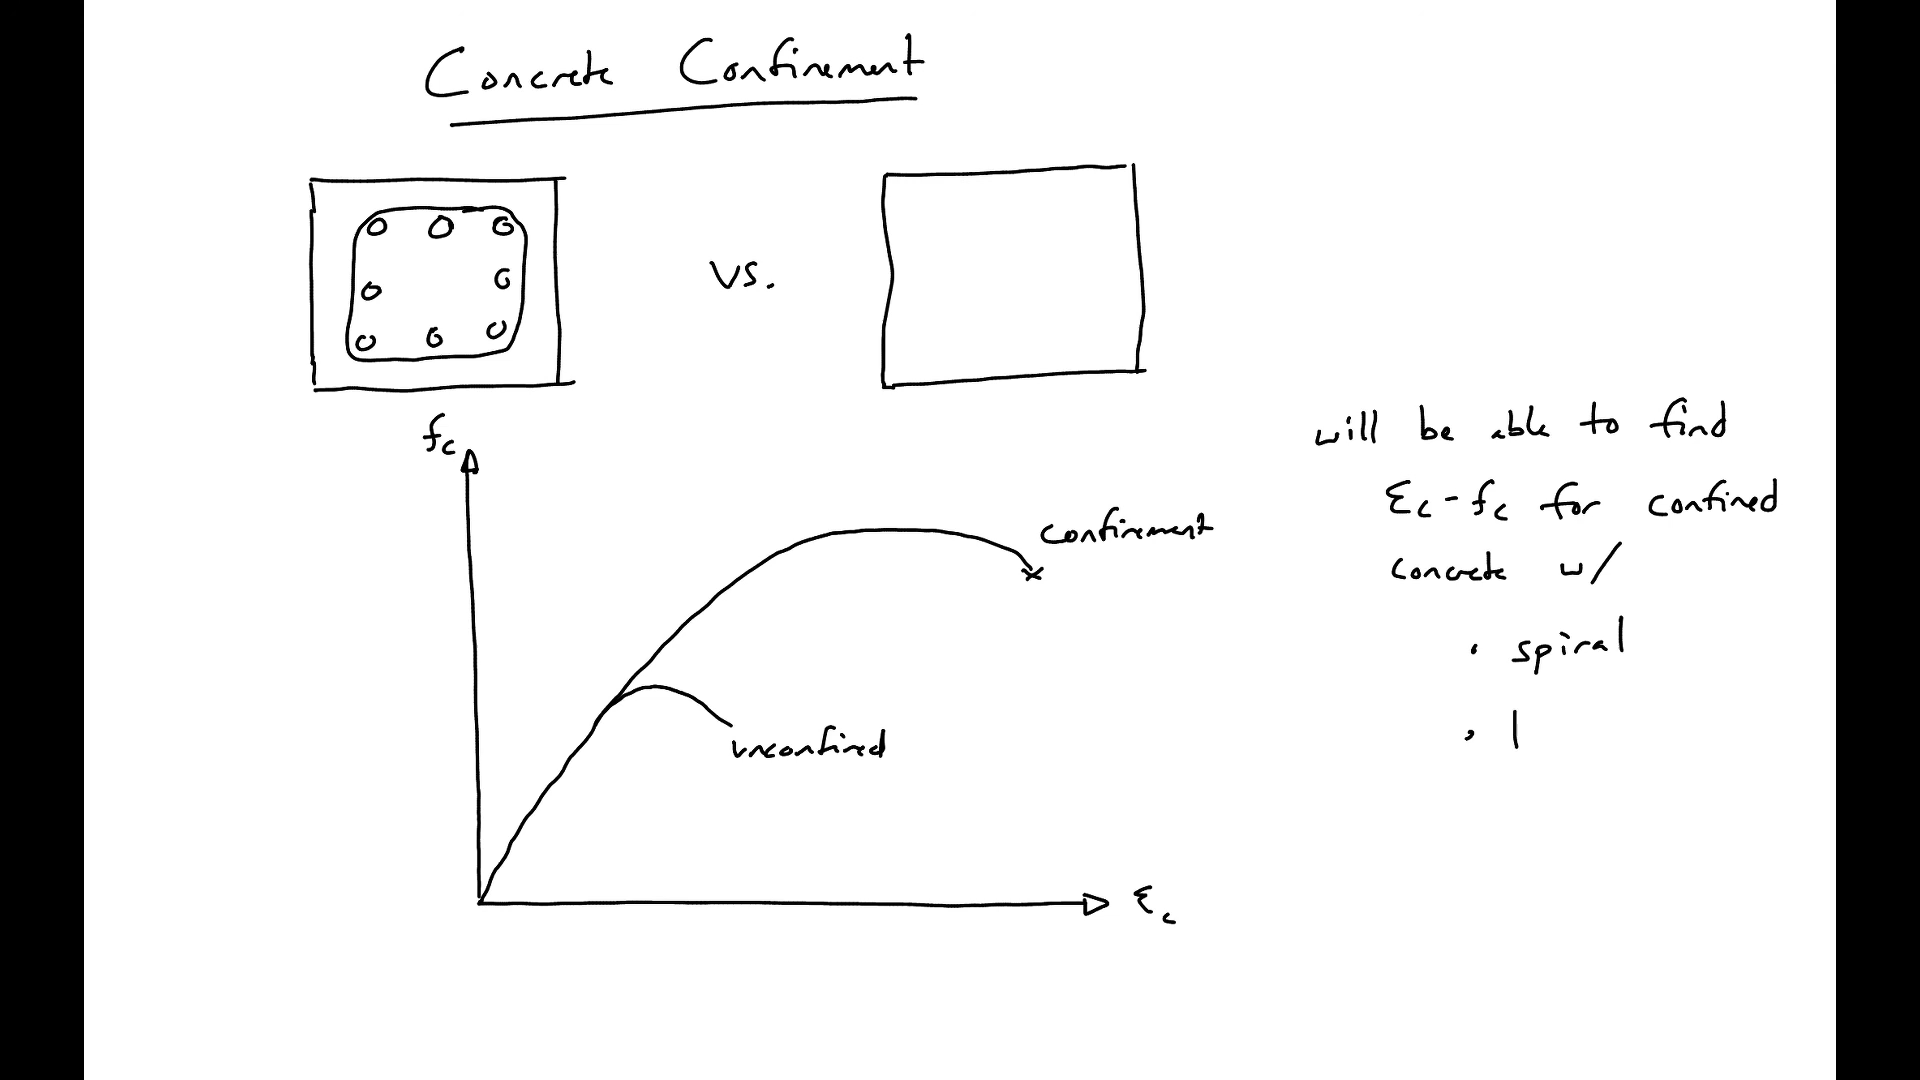 Concrete Confinement
vs.
fc
confinement
unconfined
εc
will be able to find
εc - fc for confined
concrete w/
• spiral
•